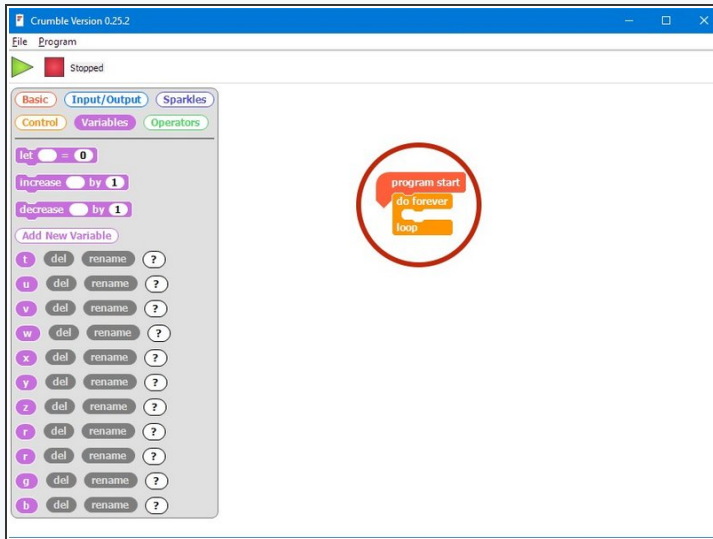 Crumble Version 0.25.2
File Program
Stopped
Basic Input/Output Sparkles
Control Variables Operators
let = 0
increase by 1
decrease by 1
Add New Variable
t del rename ?
u del rename ?
v del rename ?
w del rename ?
x del rename ?
y del rename ?
z del rename ?
r del rename ?
r del rename ?
g del rename ?
b del rename ?
program start
do forever
loop